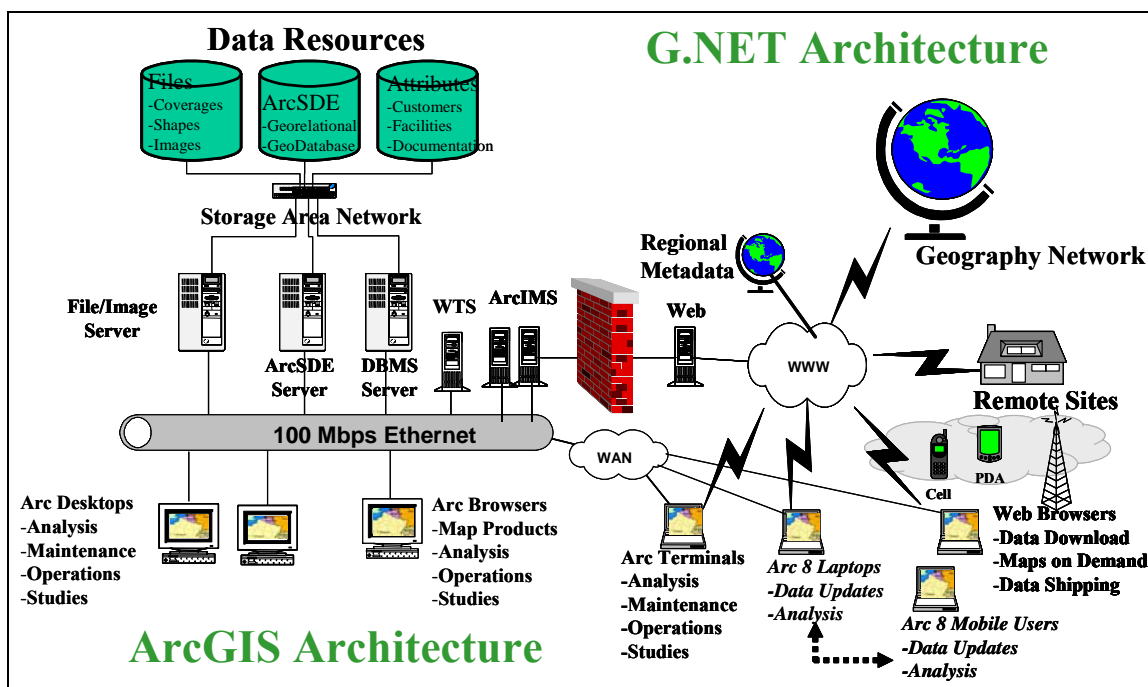 Data Resources
G.NET Architecture
Files
-Coverages
-Shapes
-Images
ArcSDE
-Georelational
-GeoDatabase
Attributes
-Customers
-Facilities
-Documentation
Storage Area Network
Regional
Metadata
Geography Network
File/Image
Server
ArcSDE
Server
DBMS
Server
WTS
ArcIMS
Web
WWW
Remote Sites
100 Mbps Ethernet
WAN
Cell
PDA
Arc Desktops
-Analysis
-Maintenance
-Operations
-Studies
Arc Browsers
-Map Products
-Analysis
-Operations
-Studies
Arc Terminals
-Analysis
-Maintenance
-Operations
-Studies
Arc 8 Laptops
-Data Updates
-Analysis
Web Browsers
-Data Download
-Maps on Demand
-Data Shipping
Arc 8 Mobile Users
-Data Updates
-Analysis
ArcGIS Architecture